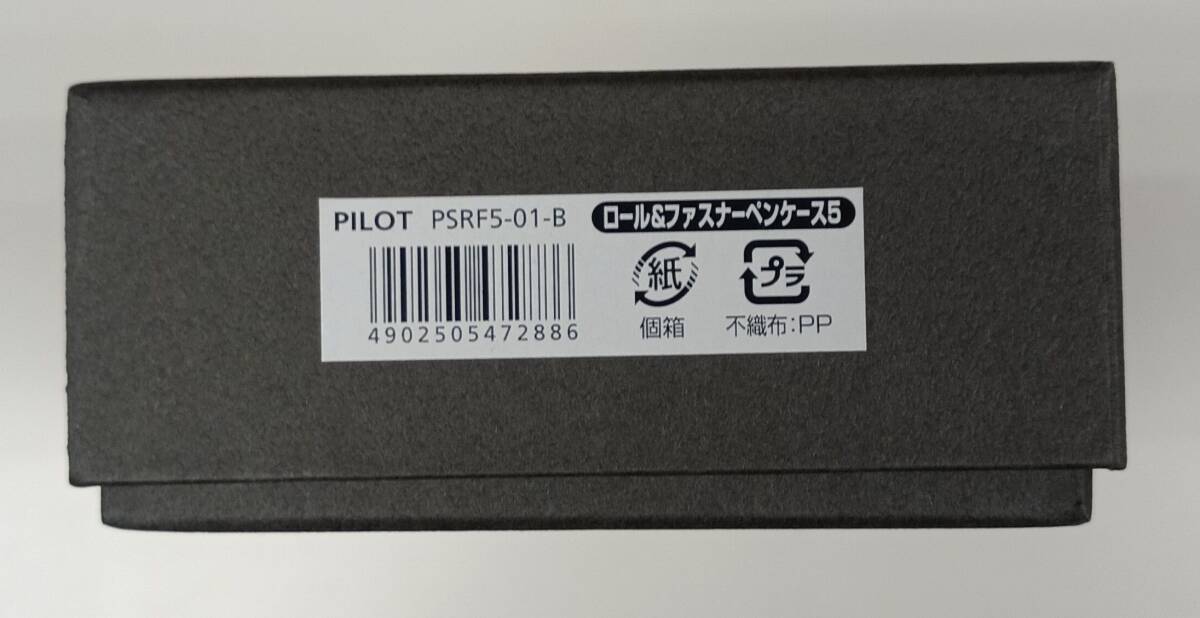 PILOT PSRF5-01-B ロール&ファスナーペンケース5
紙 プラ
4902505472886 個箱 不織布:PP